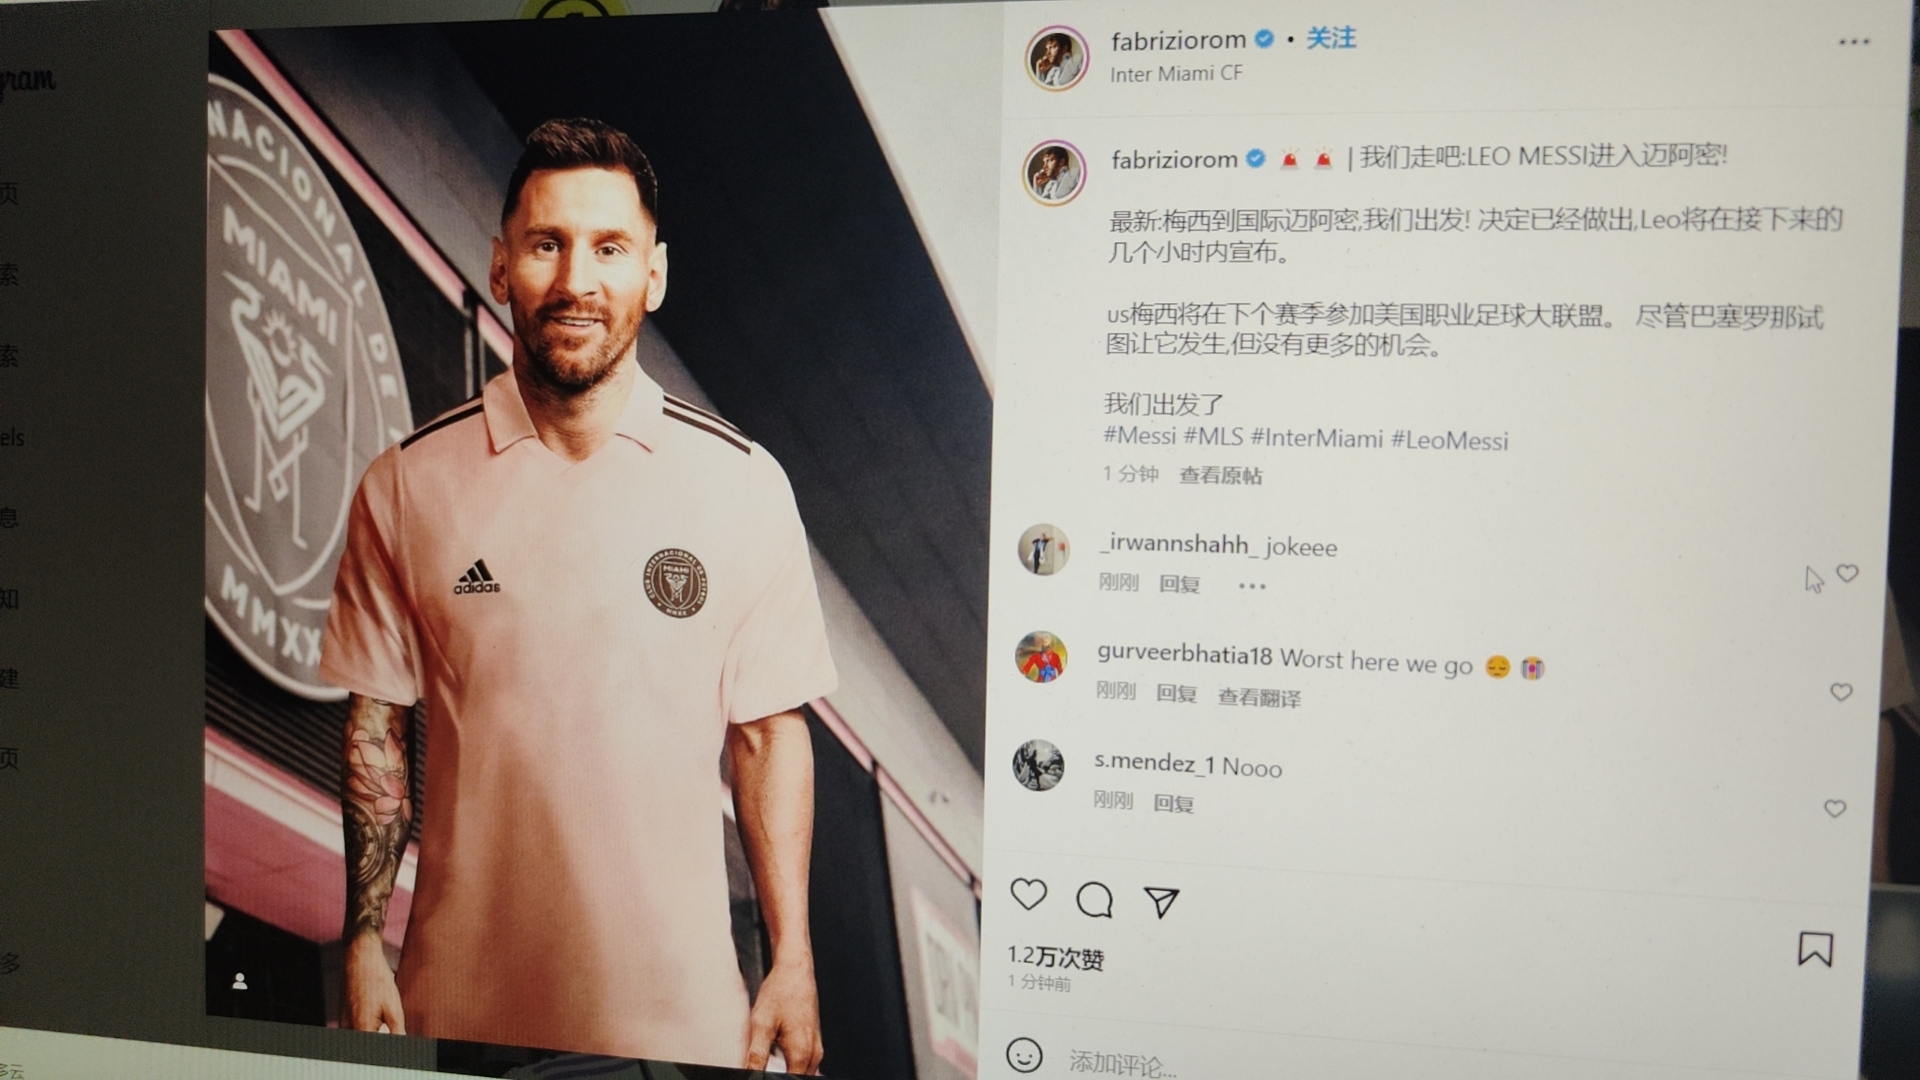 gram
页
索
索
els
息
知
建
页
多
多云
NACIONAL DE
MIAMI
MMXX
adidas
MIAMI
fabriziorom • 关注
Inter Miami CF
fabriziorom 🚨 🚨 | 我们走吧:LEO MESSI进入迈阿密!
最新:梅西到国际迈阿密,我们出发! 决定已经做出,Leo将在接下来的
几个小时内宣布。
us梅西将在下个赛季参加美国职业足球大联盟。 尽管巴塞罗那试
图让它发生,但没有更多的机会。
我们出发了
#Messi #MLS #InterMiami #LeoMessi
1 分钟 查看原帖
_irwannshahh_ jokeee
刚刚 回复 •••
gurveerbhatia18 Worst here we go 😔 😭
刚刚 回复 查看翻译
s.mendez_1 Nooo
刚刚 回复
1.2万次赞
1 分钟前
添加评论...